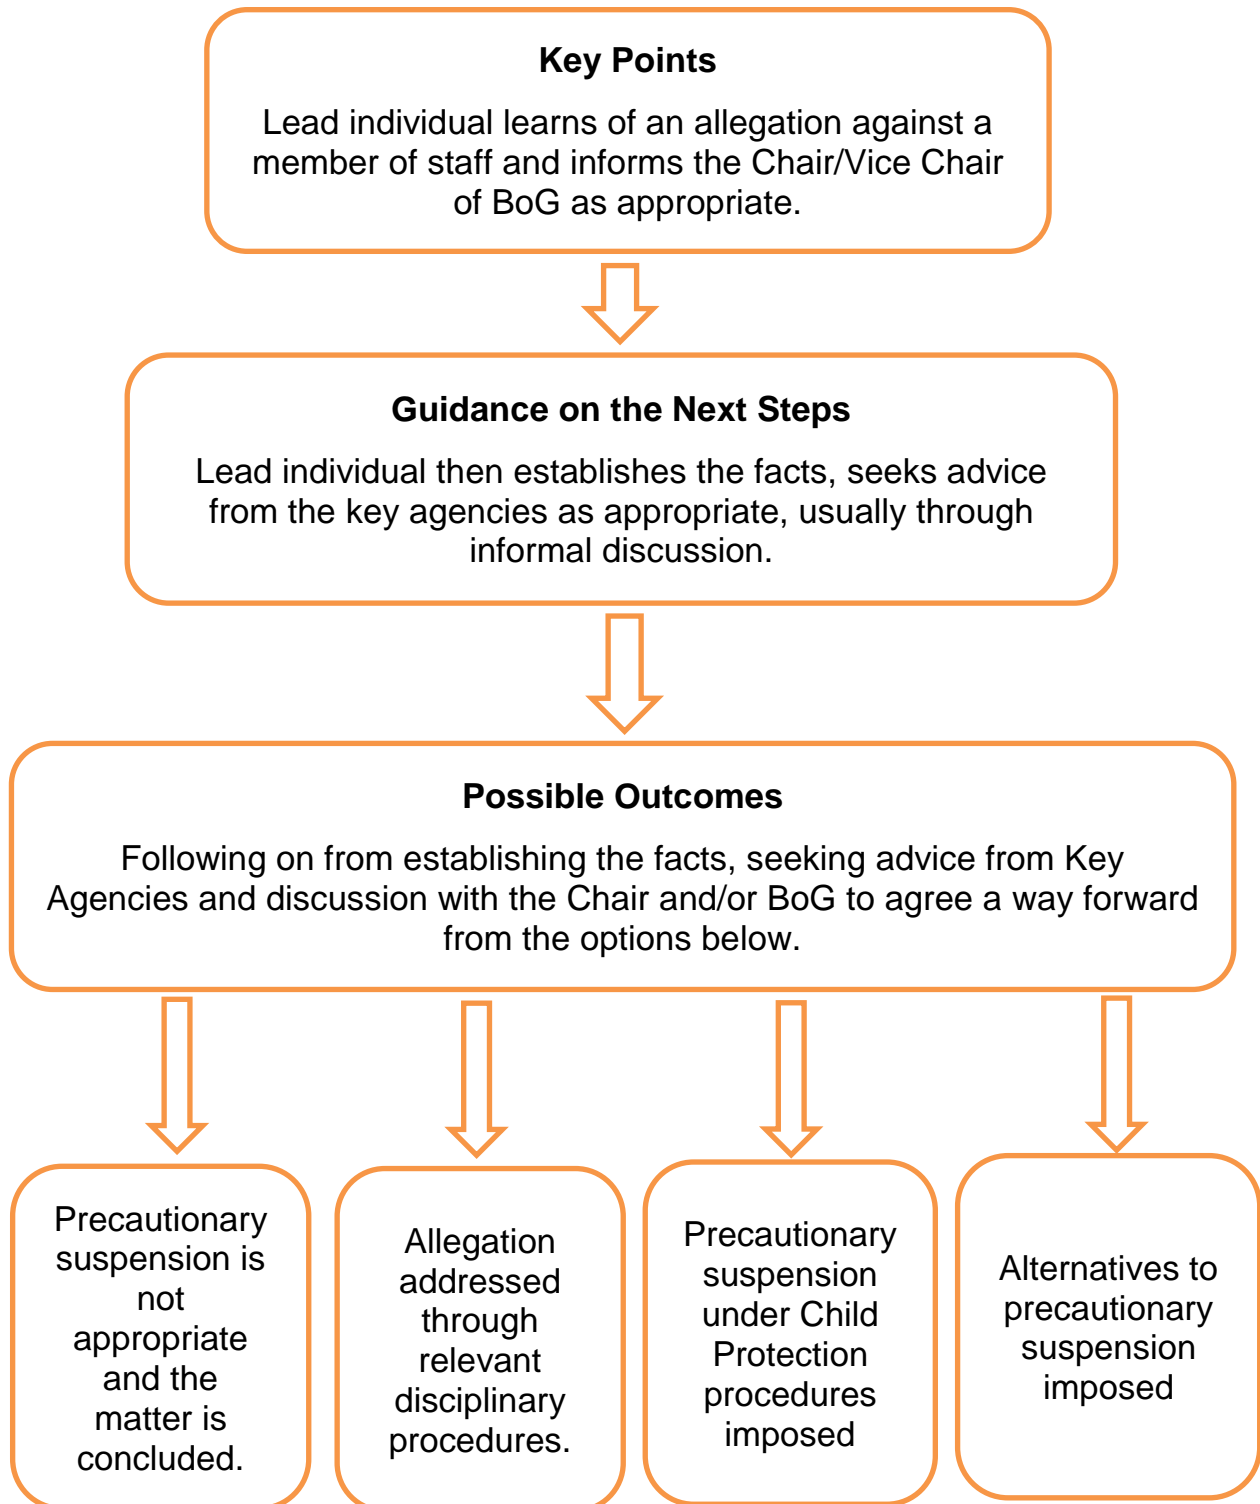 Key Points
Lead individual learns of an allegation against a
member of staff and informs the Chair/Vice Chair
of BoG as appropriate.
Guidance on the Next Steps
Lead individual then establishes the facts, seeks advice
from the key agencies as appropriate, usually through
informal discussion.
Possible Outcomes
Following on from establishing the facts, seeking advice from Key
Agencies and discussion with the Chair and/or BoG to agree a way forward
from the options below.
Precautionary
suspension is
not
appropriate
and the
matter is
concluded.
Allegation
addressed
through
relevant
disciplinary
procedures.
Precautionary
suspension
under Child
Protection
procedures
imposed
Alternatives to
precautionary
suspension
imposed